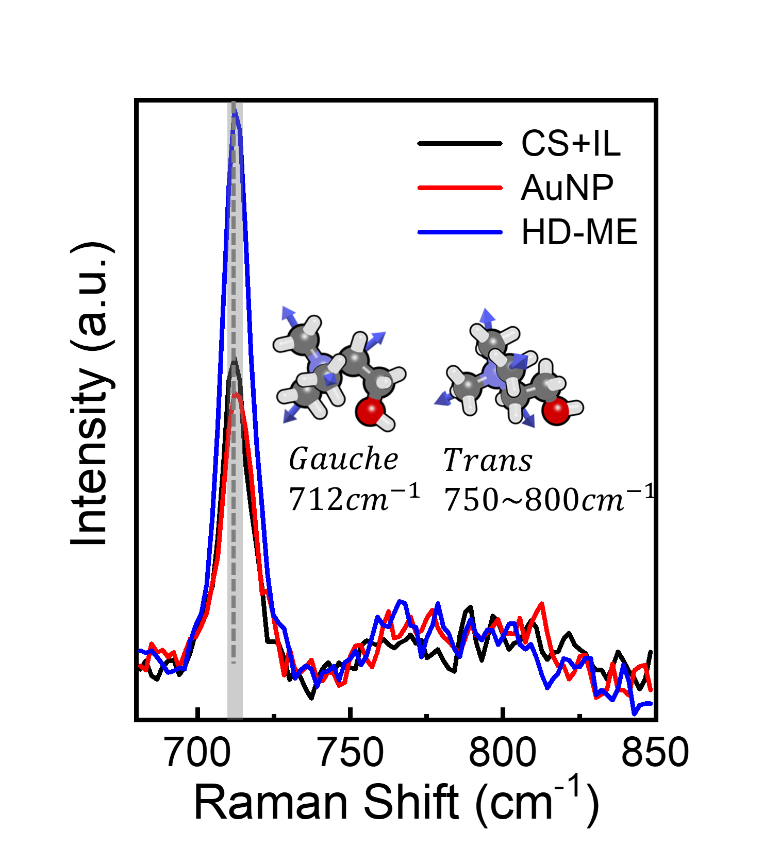 CS+IL
AuNP
HD-ME
Gauche
712cm⁻¹
Trans
750~800cm⁻¹
Intensity (a.u.)
700 750 800 850
Raman Shift (cm⁻¹)